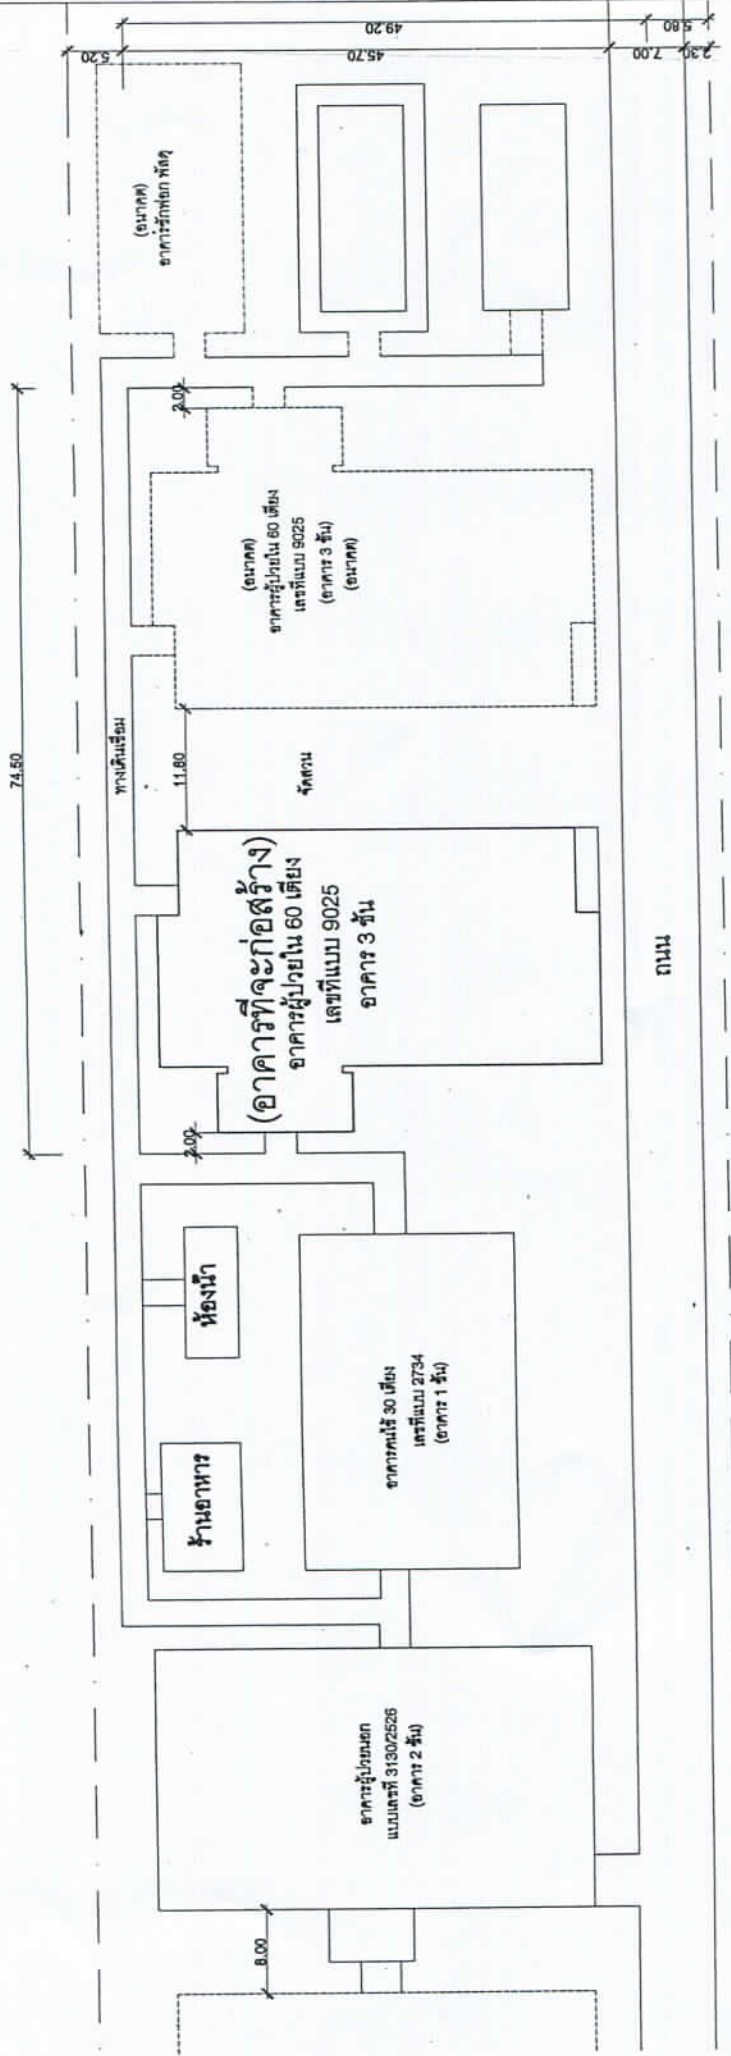 74.50
ทางเดินเชื่อม
8.00
อาคารผู้ป่วยนอก
แบบเลขที่ 3130/2526
(อาคาร 2 ชั้น)
ร้านอาหาร
ห้องน้ำ
อาคารคนไข้ 30 เตียง
เลขที่แบบ 2734
(อาคาร 1 ชั้น)
2.00
(อาคารที่จะก่อสร้าง)
อาคารผู้ป่วยใน 60 เตียง
เลขที่แบบ 9025
อาคาร 3 ชั้น
11.80
จัดสวน
(อนาคต)
อาคารผู้ป่วยใน 60 เตียง
เลขที่แบบ 9025
(อาคาร 3 ชั้น)
(อนาคต)
2.00
(อนาคต)
อาคารซักฟอก พัสดุ
ถนน
5.20
49.20
45.70
7.00
5.80
2.30